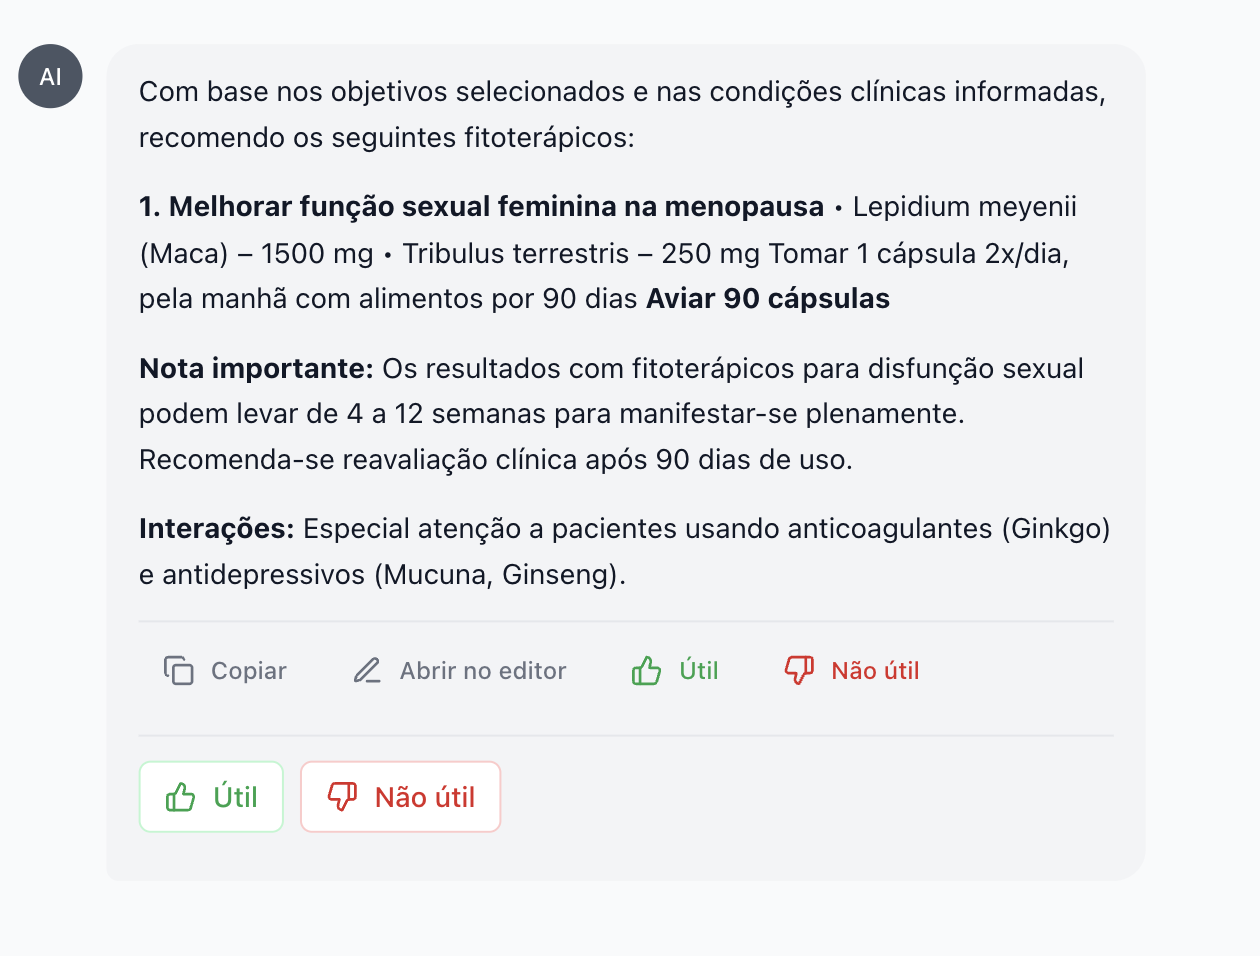 AI
Com base nos objetivos selecionados e nas condições clínicas informadas,
recomendo os seguintes fitoterápicos:
1. Melhorar função sexual feminina na menopausa • Lepidium meyenii
(Maca) – 1500 mg • Tribulus terrestris – 250 mg Tomar 1 cápsula 2x/dia,
pela manhã com alimentos por 90 dias Aviar 90 cápsulas
Nota importante: Os resultados com fitoterápicos para disfunção sexual
podem levar de 4 a 12 semanas para manifestar-se plenamente.
Recomenda-se reavaliação clínica após 90 dias de uso.
Interações: Especial atenção a pacientes usando anticoagulantes (Ginkgo)
e antidepressivos (Mucuna, Ginseng).
Copiar Abrir no editor Útil Não útil
Útil Não útil